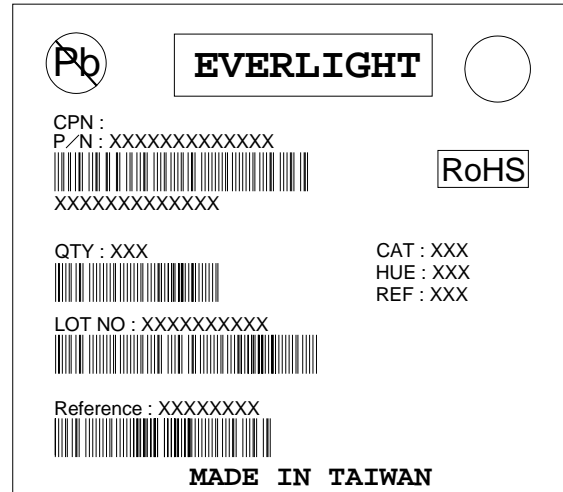 Pb
EVERLIGHT
CPN :
P/N : XXXXXXXXXXXXX
RoHS
XXXXXXXXXXXXX
QTY : XXX
CAT : XXX
HUE : XXX
REF : XXX
LOT NO : XXXXXXXXXX
Reference : XXXXXXXX
MADE IN TAIWAN